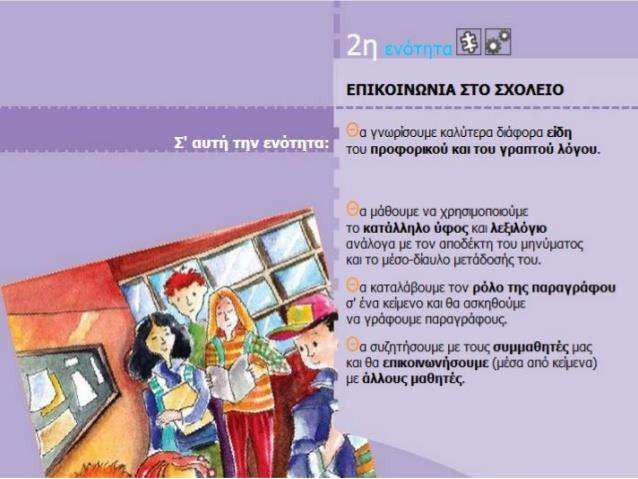 2η ενότητα
ΕΠΙΚΟΙΝΩΝΙΑ ΣΤΟ ΣΧΟΛΕΙΟ
Σ' αυτή την ενότητα:
Θα γνωρίσουμε καλύτερα διάφορα είδη
του προφορικού και του γραπτού λόγου.
Θα μάθουμε να χρησιμοποιούμε
το κατάλληλο ύφος και λεξιλόγιο
ανάλογα με τον αποδέκτη του μηνύματος
και το μέσο-δίαυλο μετάδοσής του.
Θα καταλάβουμε τον ρόλο της παραγράφου
σ' ένα κείμενο και θα ασκηθούμε
να γράφουμε παραγράφους.
Θα συζητήσουμε με τους συμμαθητές μας
και θα επικοινωνήσουμε (μέσα από κείμενα)
με άλλους μαθητές.